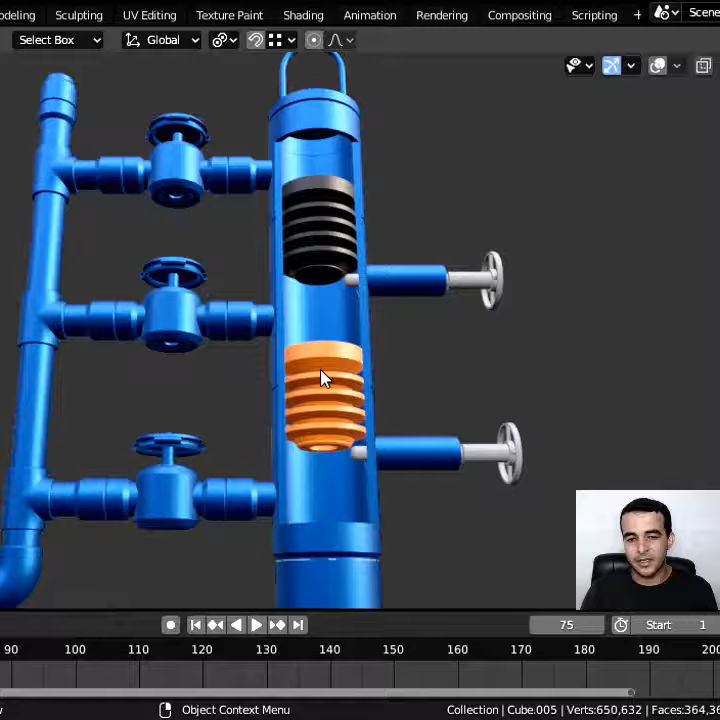 odeling Sculpting UV Editing Texture Paint Shading Animation Rendering Compositing Scripting + Scene
Select Box Global
75 Start 1
90 100 110 120 130 140 150 160 170 180 190 200
Object Context Menu Collection | Cube.005 | Verts:650,632 | Faces:364,36